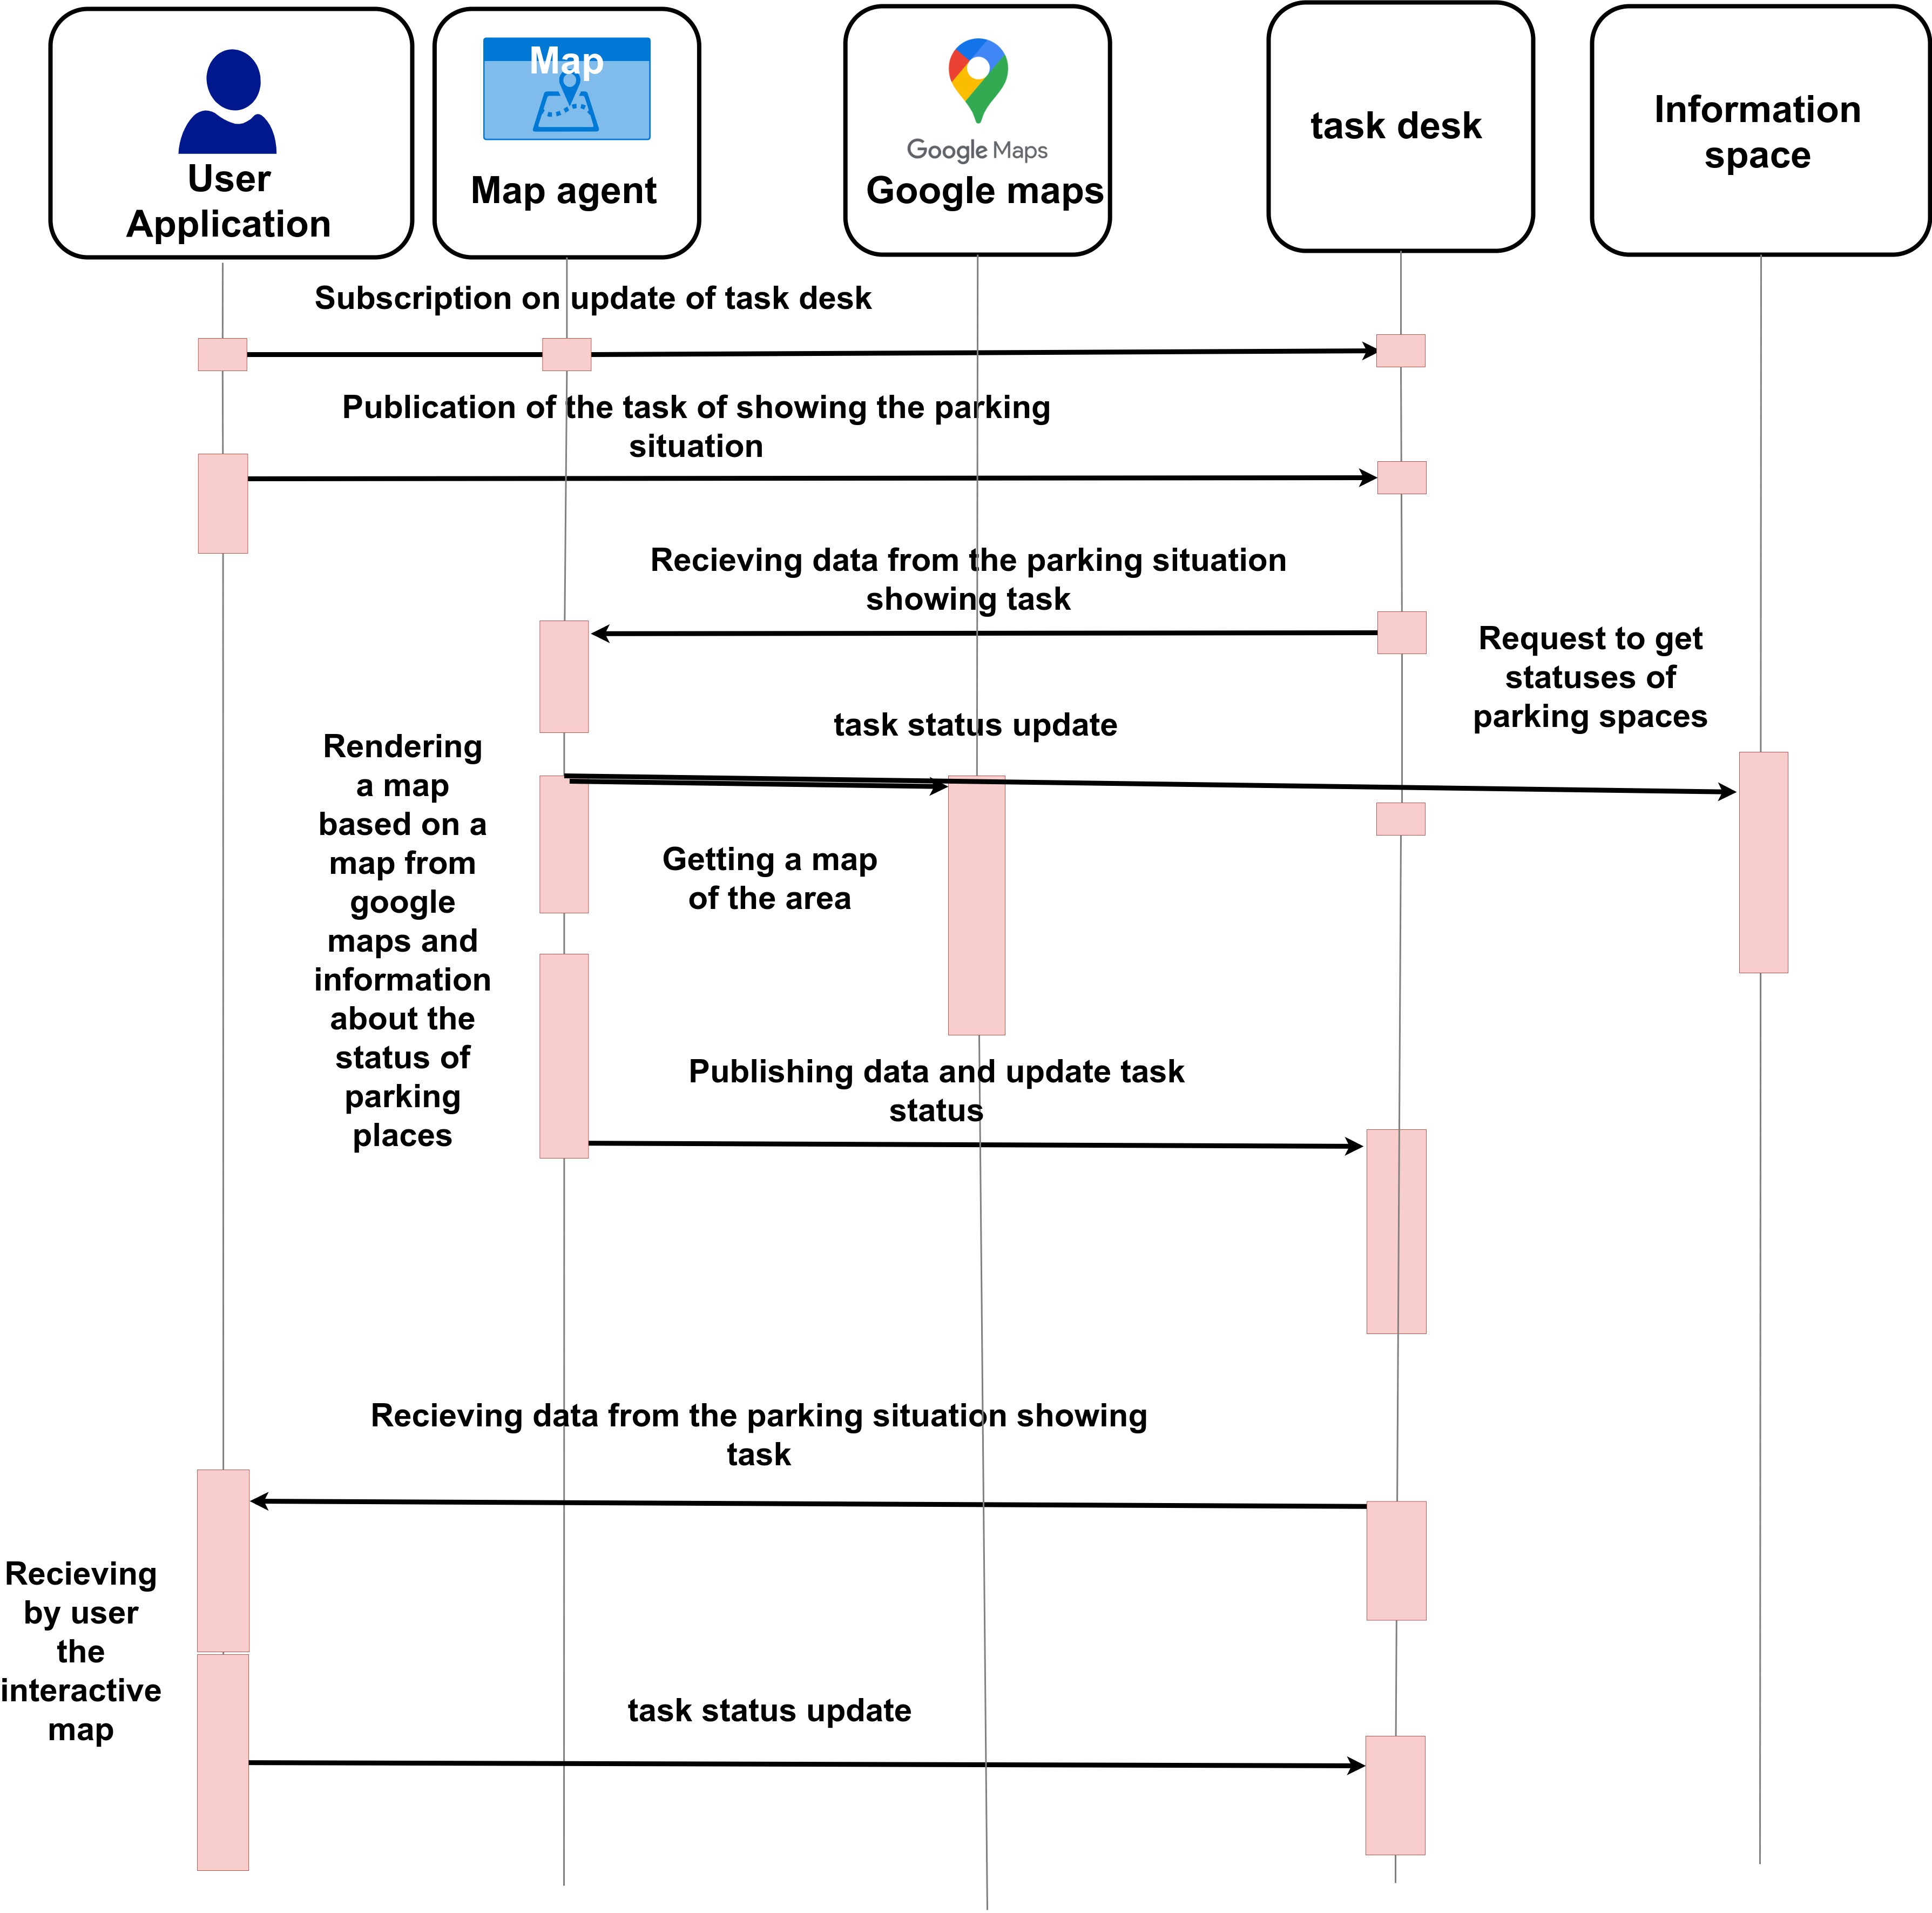 User
Application
Map
Map agent
Google Maps
Google maps
task desk
Information
space
Subscription on update of task desk
Publication of the task of showing the parking
situation
Recieving data from the parking situation
showing task
Request to get
statuses of
parking spaces
task status update
Rendering
a map
based on a
map from
google
maps and
information
about the
status of
parking
places
Getting a map
of the area
Publishing data and update task
status
Recieving data from the parking situation showing
task
Recieving
by user
the
interactive
map
task status update